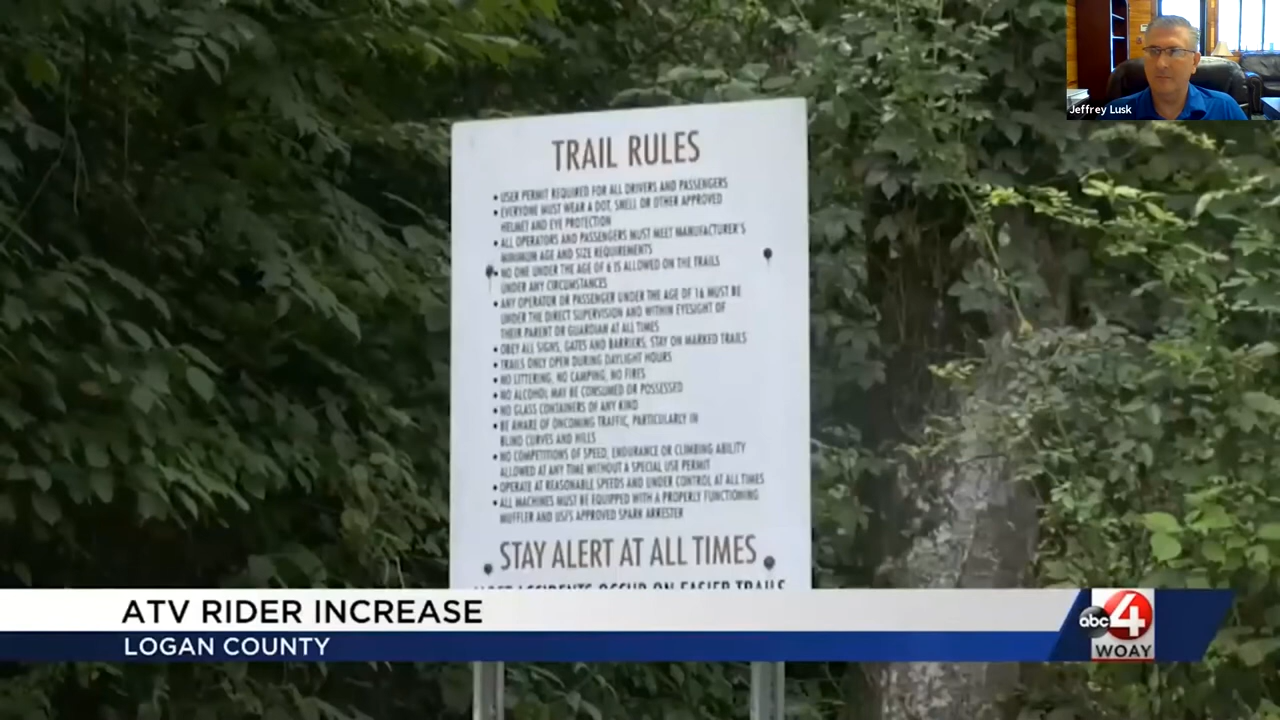 Jeffrey Lusk
TRAIL RULES
• USER PERMIT REQUIRED FOR ALL DRIVERS AND PASSENGERS
• EVERYONE MUST WEAR A DOT, SNELL OR OTHER APPROVED
HELMET AND EYE PROTECTION
• ALL OPERATORS AND PASSENGERS MUST MEET MANUFACTURER'S
MINIMUM AGE AND SIZE REQUIREMENTS
• NO ONE UNDER THE AGE OF 6 IS ALLOWED ON THE TRAILS
UNDER ANY CIRCUMSTANCES
• ANY OPERATOR OR PASSENGER UNDER THE AGE OF 16 MUST BE
UNDER THE DIRECT SUPERVISION AND WITHIN EYESIGHT OF
THEIR PARENT OR GUARDIAN AT ALL TIMES
• OBEY ALL SIGNS, GATES AND BARRIERS, STAY ON MARKED TRAILS
• TRAILS ONLY OPEN DURING DAYLIGHT HOURS
• NO LITTERING, NO CAMPING, NO FIRES
• NO ALCOHOL MAY BE CONSUMED OR POSSESSED
• NO GLASS CONTAINERS OF ANY KIND
• BE AWARE OF ONCOMING TRAFFIC, PARTICULARLY IN
BLIND CURVES AND HILLS
• NO COMPETITIONS OF SPEED, ENDURANCE OR CLIMBING ABILITY
ALLOWED AT ANY TIME WITHOUT A SPECIAL USE PERMIT
• OPERATE AT REASONABLE SPEEDS AND UNDER CONTROL AT ALL TIMES
• ALL MACHINES MUST BE EQUIPPED WITH A PROPERLY FUNCTIONING
MUFFLER AND USFS APPROVED SPARK ARRESTER
STAY ALERT AT ALL TIMES
MOST ACCIDENTS OCCUR ON EASIER TRAILS
ATV RIDER INCREASE
LOGAN COUNTY
abc 4
WOAY